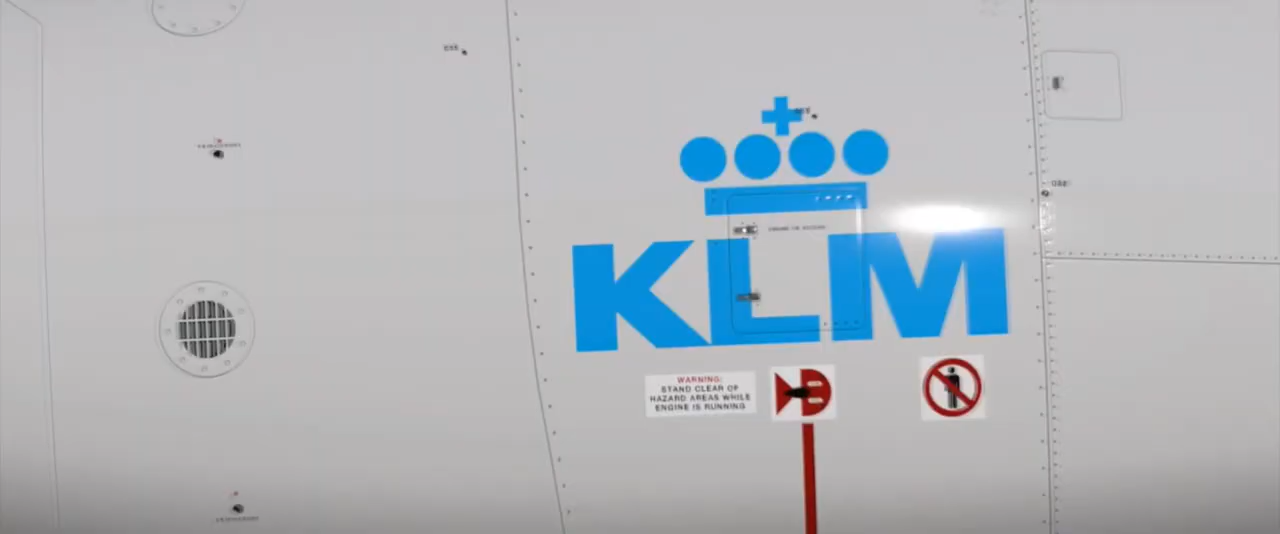 KLM
WARNING:
STAND CLEAR OF
HAZARD AREAS WHILE
ENGINE IS RUNNING